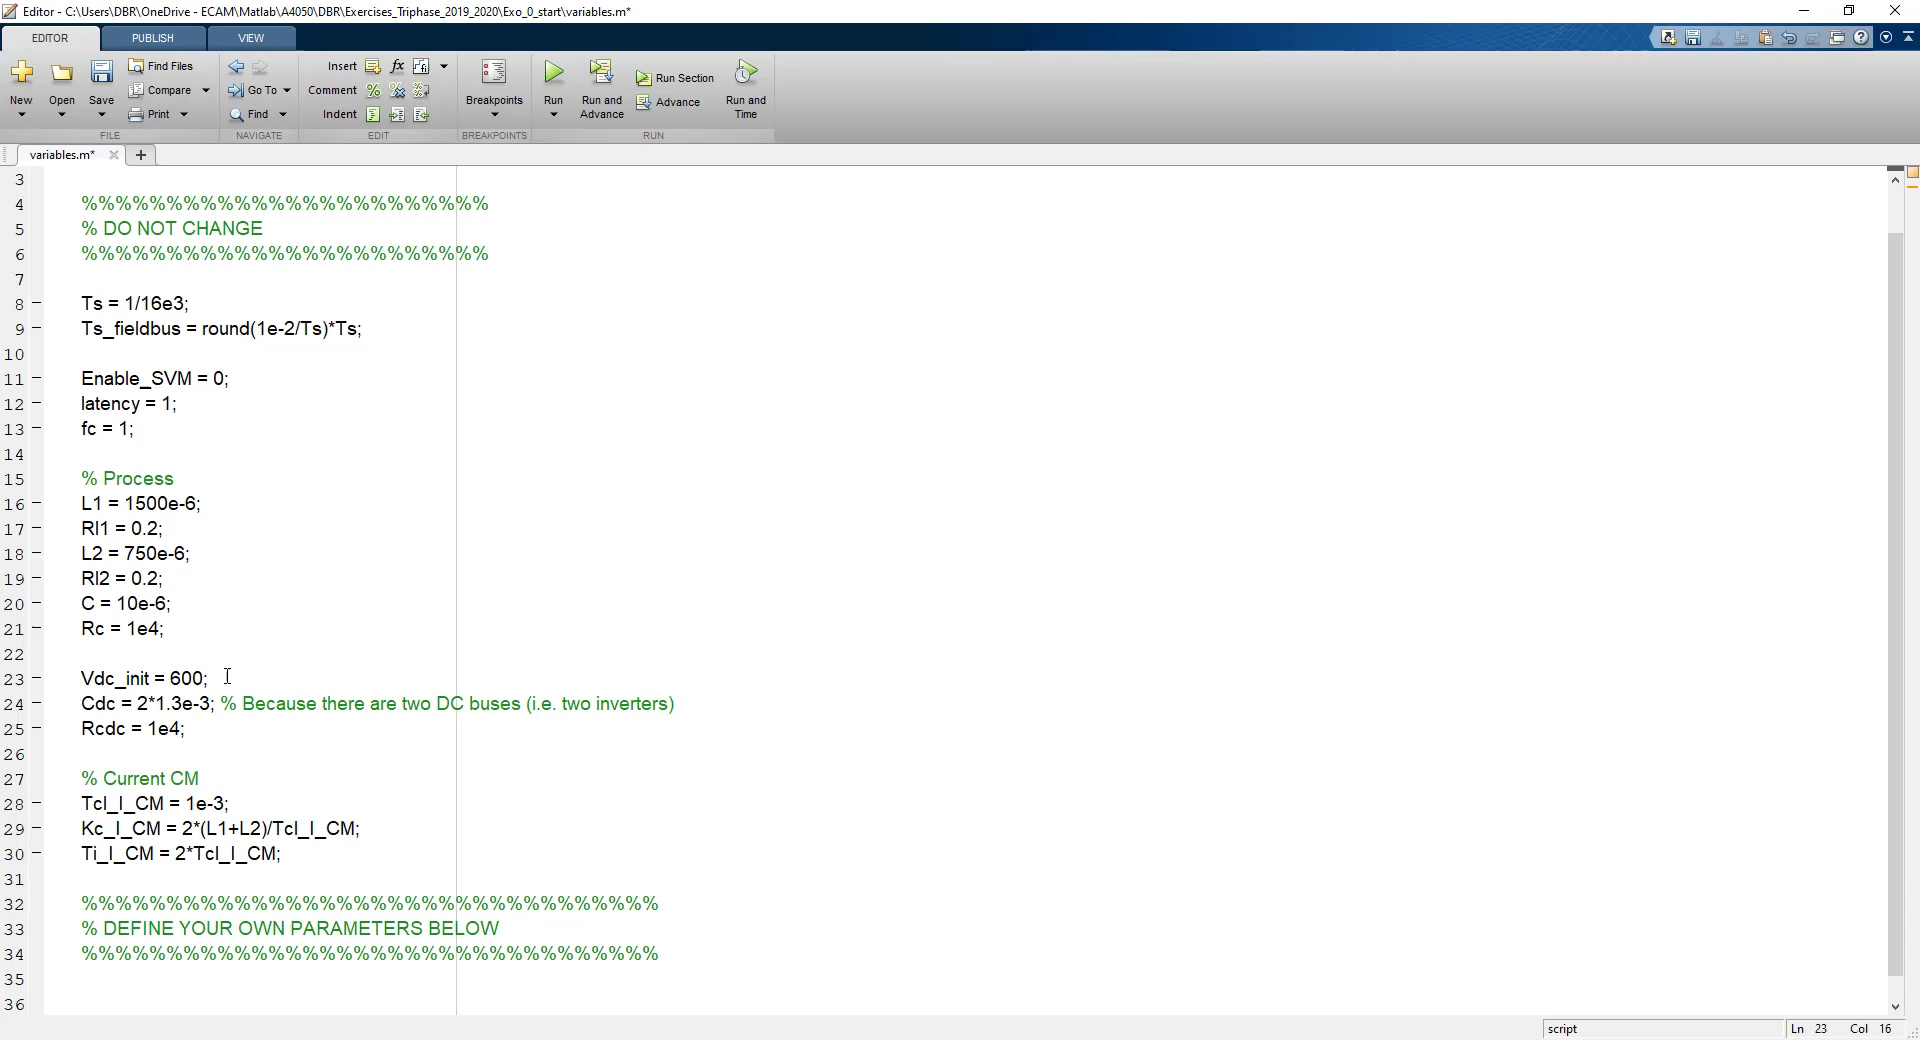 Editor - C:\Users\DBR\OneDrive - ECAM\Matlab\A4050\DBR\Exercises_Triphase_2019_2020\Exo_0_start\variables.m*
EDITOR PUBLISH VIEW
New Open Save Find Files Compare Print
FILE
Go To Find
NAVIGATE
Insert fx
Comment
Indent
EDIT
Breakpoints
BREAKPOINTS
Run Run and Advance Run Section Advance Run and Time
RUN
variables.m*
3
4 %%%%%%%%%%%%%%%%%%%%%%%%
5 % DO NOT CHANGE
6 %%%%%%%%%%%%%%%%%%%%%%%%
7
8 Ts = 1/16e3;
9 Ts_fieldbus = round(1e-2/Ts)*Ts;
10
11 Enable_SVM = 0;
12 latency = 1;
13 fc = 1;
14
15 % Process
16 L1 = 1500e-6;
17 Rl1 = 0.2;
18 L2 = 750e-6;
19 Rl2 = 0.2;
20 C = 10e-6;
21 Rc = 1e4;
22
23 Vdc_init = 600;
24 Cdc = 2*1.3e-3; % Because there are two DC buses (i.e. two inverters)
25 Rcdc = 1e4;
26
27 % Current CM
28 Tcl_I_CM = 1e-3;
29 Kc_I_CM = 2*(L1+L2)/Tcl_I_CM;
30 Ti_I_CM = 2*Tcl_I_CM;
31
32 %%%%%%%%%%%%%%%%%%%%%%%%%%%%%%%%%%
33 % DEFINE YOUR OWN PARAMETERS BELOW
34 %%%%%%%%%%%%%%%%%%%%%%%%%%%%%%%%%%
35
36
script Ln 23 Col 16